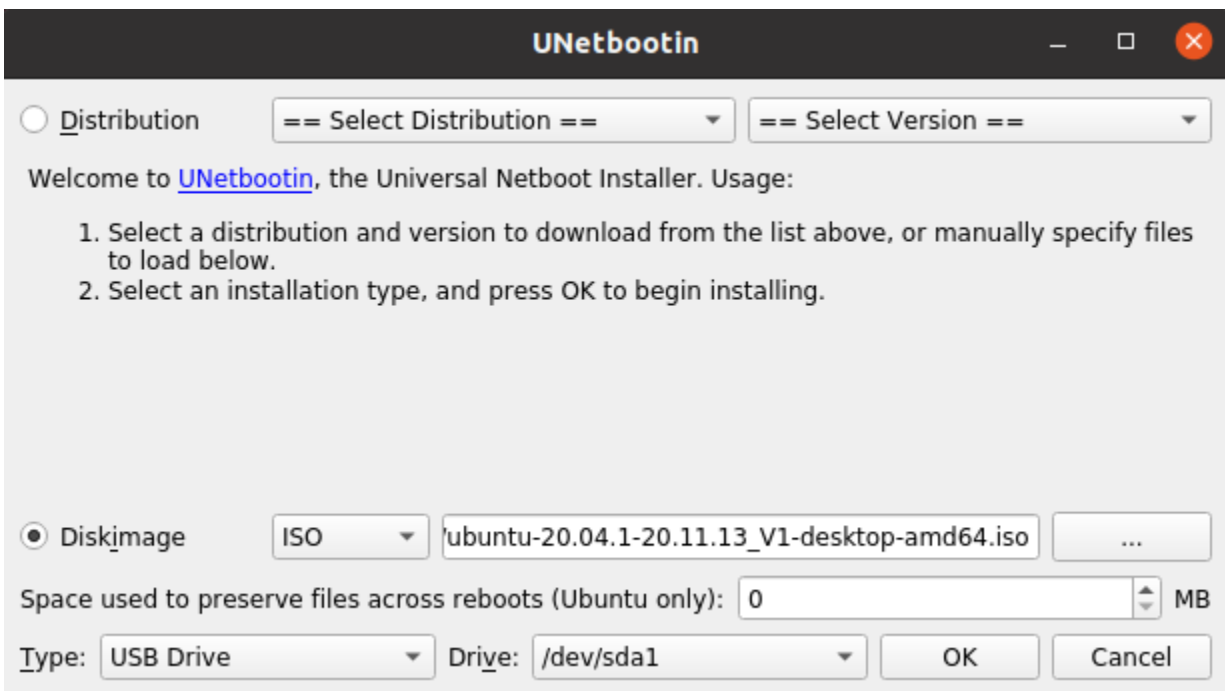 UNetbootin
Distribution == Select Distribution == == Select Version ==
Welcome to UNetbootin, the Universal Netboot Installer. Usage:
1. Select a distribution and version to download from the list above, or manually specify files
to load below.
2. Select an installation type, and press OK to begin installing.
Diskimage ISO /ubuntu-20.04.1-20.11.13_V1-desktop-amd64.iso ...
Space used to preserve files across reboots (Ubuntu only): 0 MB
Type: USB Drive Drive: /dev/sda1 OK Cancel